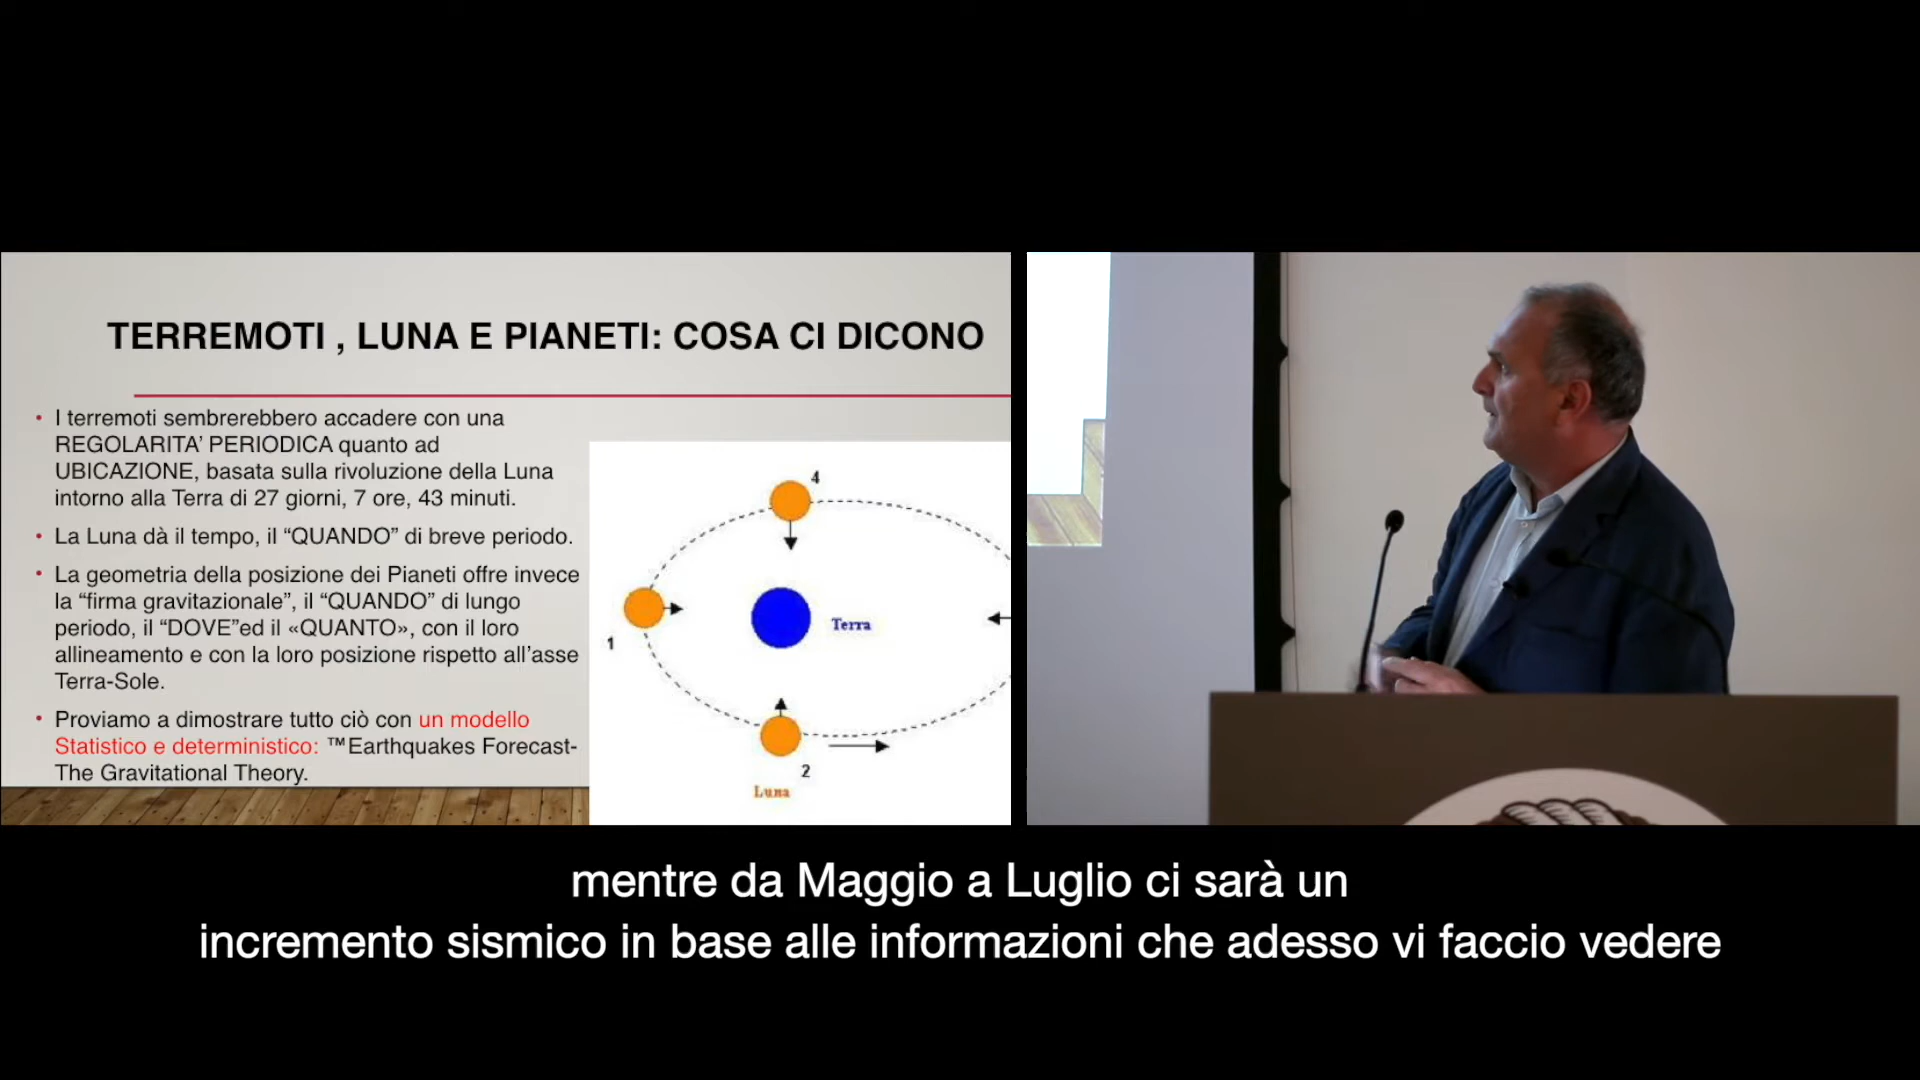 TERREMOTI , LUNA E PIANETI: COSA CI DICONO
• I terremoti sembrerebbero accadere con una
REGOLARITA’ PERIODICA quanto ad
UBICAZIONE, basata sulla rivoluzione della Luna
intorno alla Terra di 27 giorni, 7 ore, 43 minuti.
• La Luna dà il tempo, il “QUANDO” di breve periodo.
• La geometria della posizione dei Pianeti offre invece
la “firma gravitazionale”, il “QUANDO” di lungo
periodo, il “DOVE”ed il «QUANTO», con il loro
allineamento e con la loro posizione rispetto all’asse
Terra-Sole.
• Proviamo a dimostrare tutto ciò con un modello
Statistico e deterministico: ™Earthquakes Forecast-
The Gravitational Theory.
4
1
Terra
2
Luna
mentre da Maggio a Luglio ci sarà un
incremento sismico in base alle informazioni che adesso vi faccio vedere